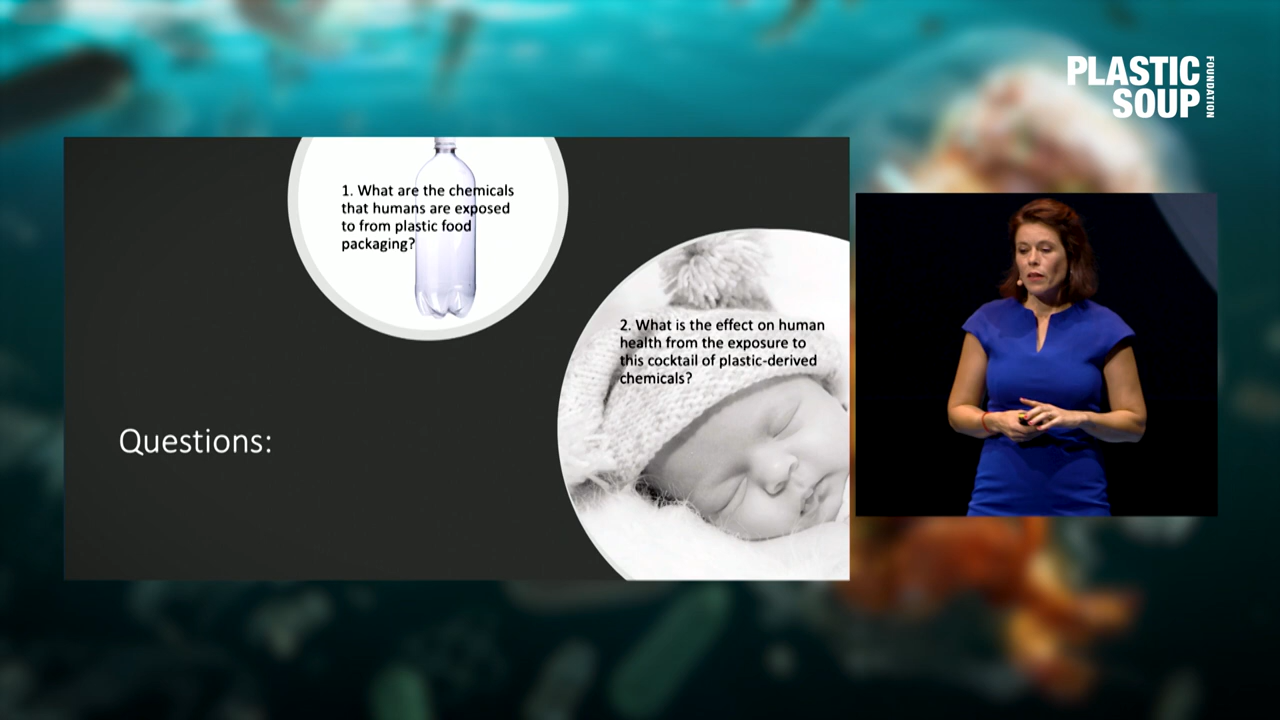 PLASTIC
SOUP
FOUNDATION
1. What are the chemicals
that humans are exposed
to from plastic food
packaging?
2. What is the effect on human
health from the exposure to
this cocktail of plastic-derived
chemicals?
Questions: